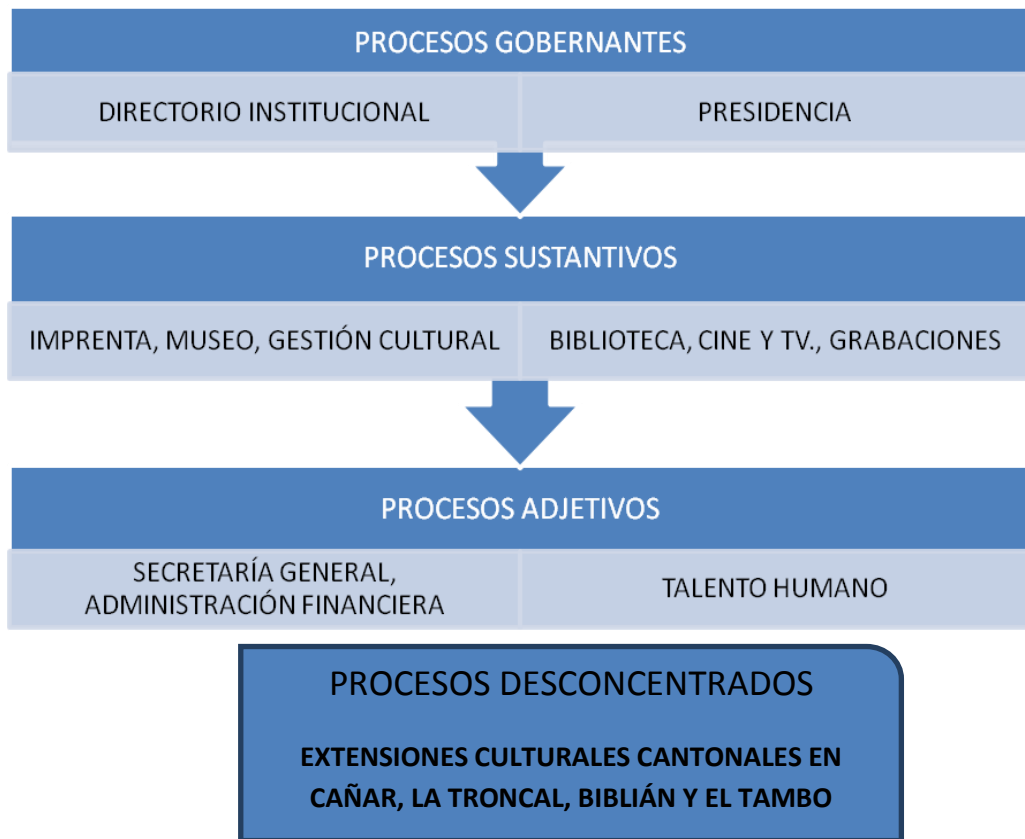 PROCESOS GOBERNANTES
DIRECTORIO INSTITUCIONAL
PRESIDENCIA
PROCESOS SUSTANTIVOS
IMPRENTA, MUSEO, GESTIÓN CULTURAL
BIBLIOTECA, CINE Y TV., GRABACIONES
PROCESOS ADJETIVOS
SECRETARÍA GENERAL,
ADMINISTRACIÓN FINANCIERA
TALENTO HUMANO
PROCESOS DESCONCENTRADOS
EXTENSIONES CULTURALES CANTONALES EN
CAÑAR, LA TRONCAL, BIBLIÁN Y EL TAMBO